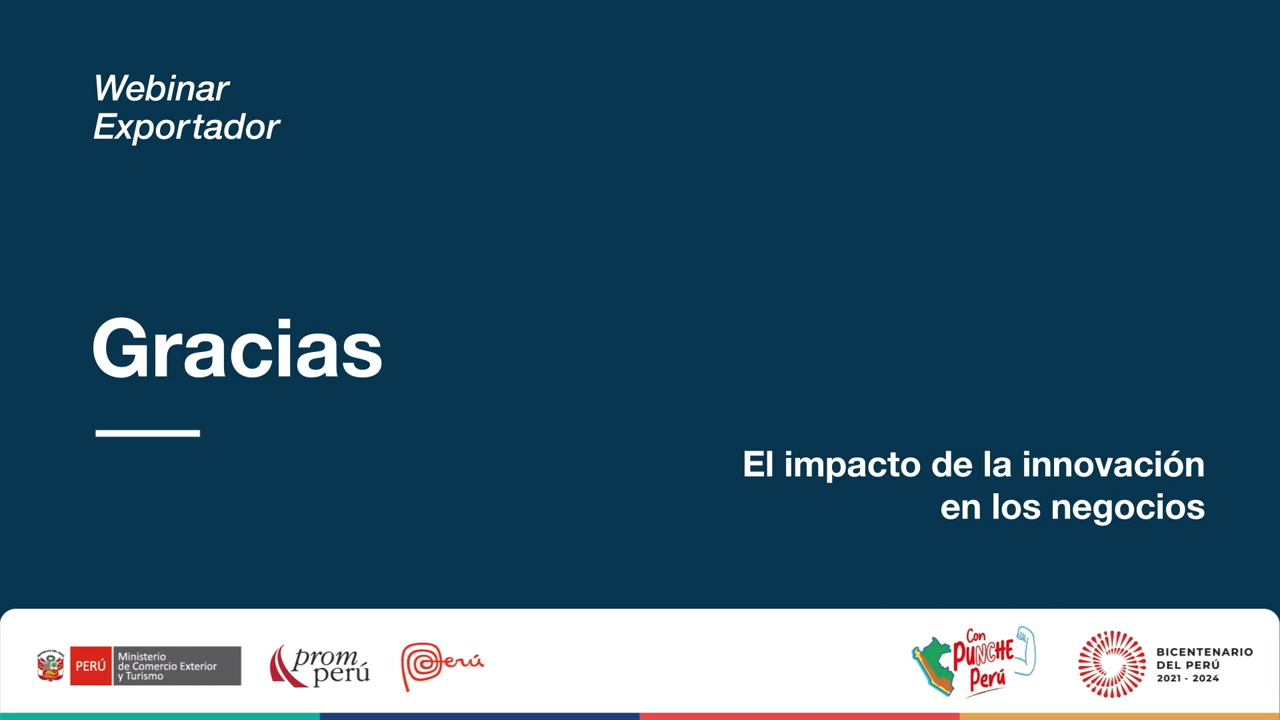 Webinar
Exportador
Gracias
El impacto de la innovación
en los negocios
PERÚ
Ministerio
de Comercio Exterior
y Turismo
prom
perú
Perú
Con
PUNCHE
Perú
BICENTENARIO
DEL PERÚ
2021 - 2024